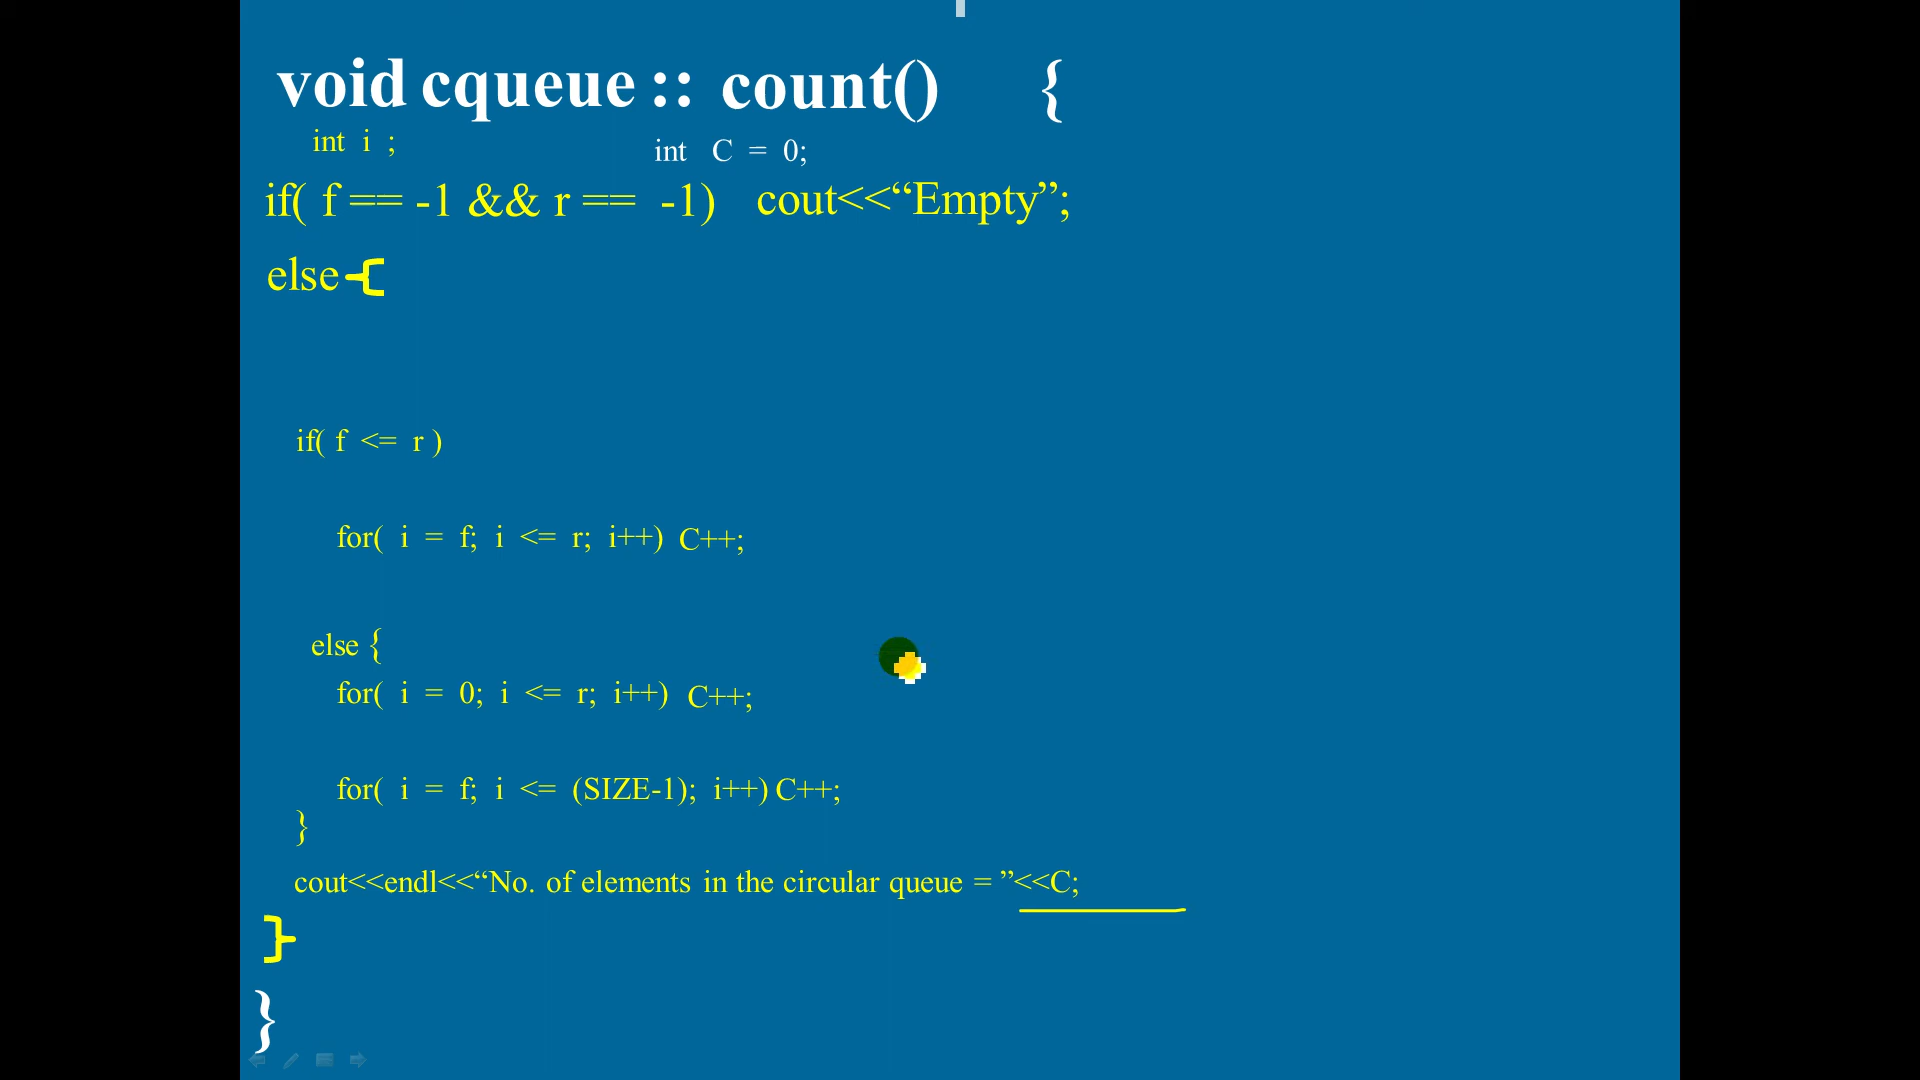 void cqueue :: count() {
int i ; int C = 0;
if( f == -1 && r == -1) cout<<“Empty”;
else {
if( f <= r )
for( i = f; i <= r; i++) C++;
else {
for( i = 0; i <= r; i++) C++;
for( i = f; i <= (SIZE-1); i++) C++;
}
cout<<endl<<“No. of elements in the circular queue = ”<<C;
}
}